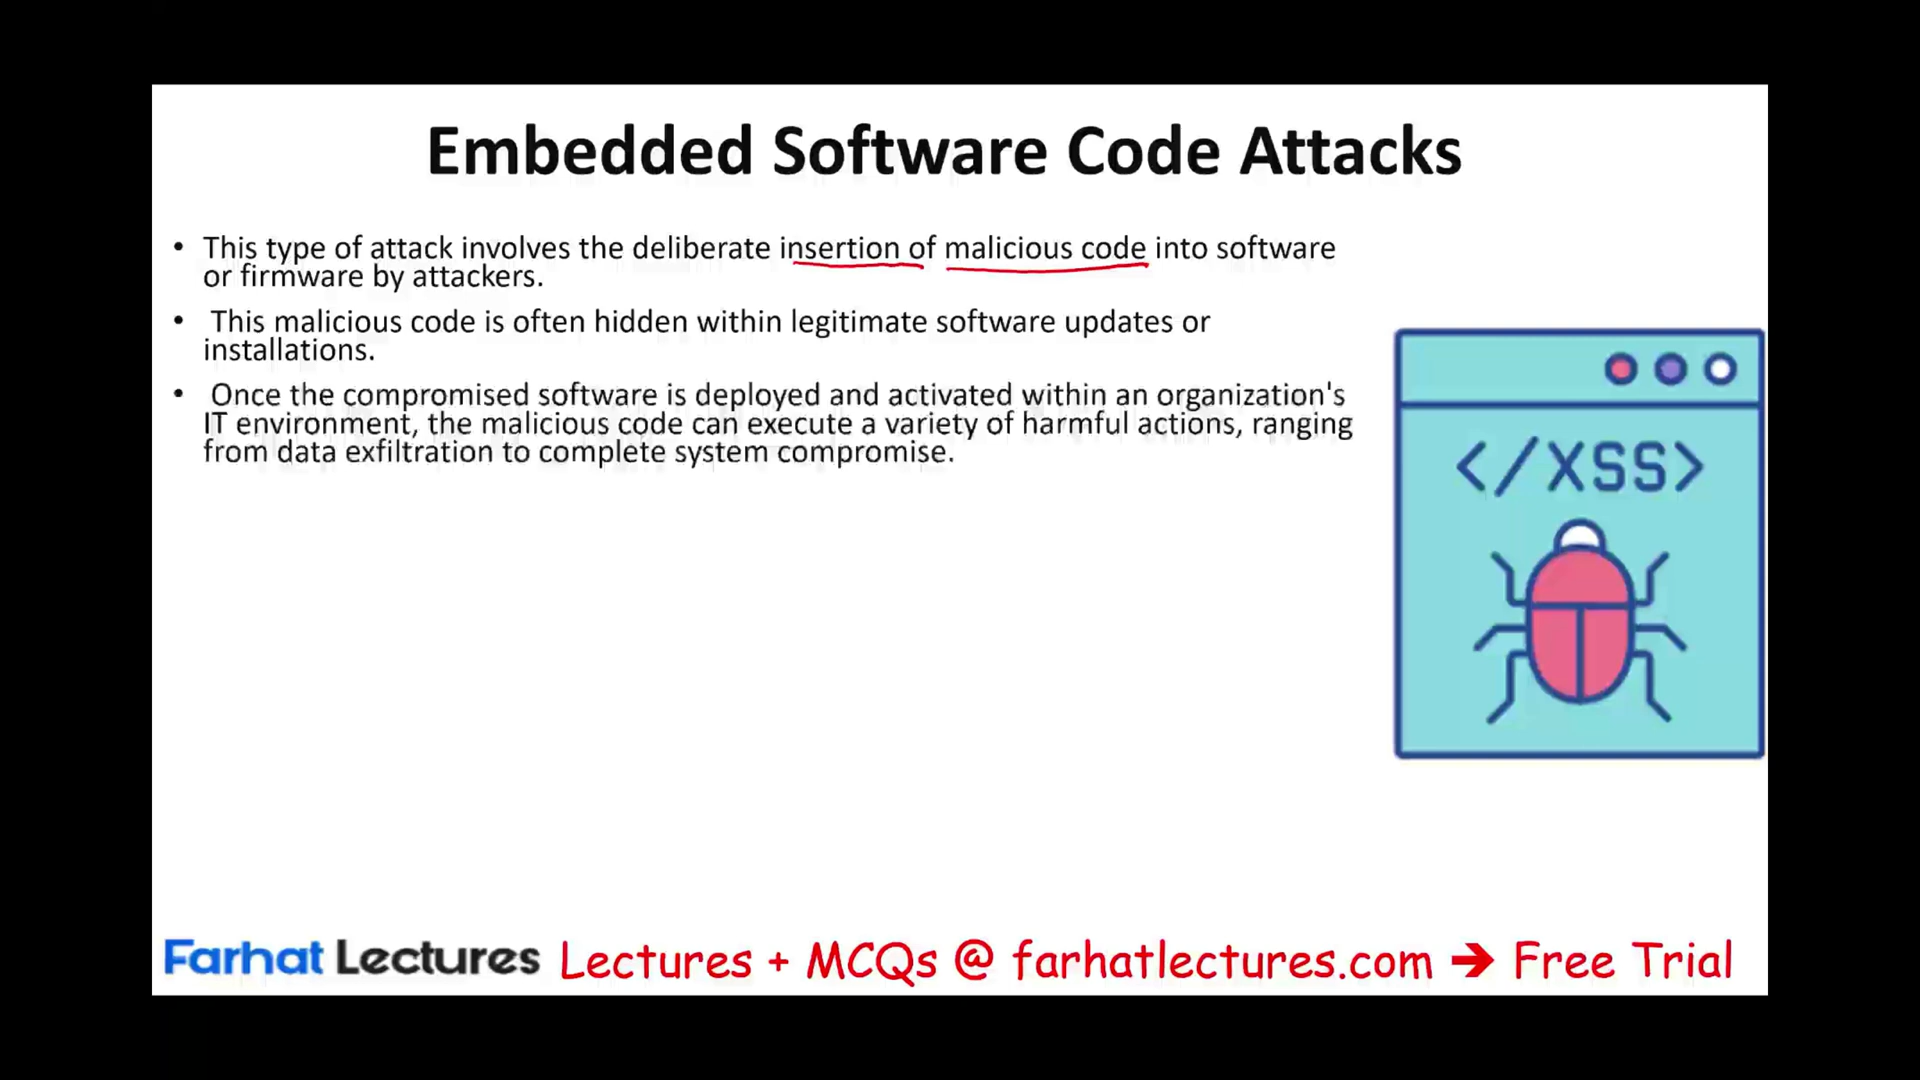 Embedded Software Code Attacks
• This type of attack involves the deliberate insertion of malicious code into software
or firmware by attackers.
• This malicious code is often hidden within legitimate software updates or
installations.
• Once the compromised software is deployed and activated within an organization's
IT environment, the malicious code can execute a variety of harmful actions, ranging
from data exfiltration to complete system compromise.
</XSS>
Farhat Lectures Lectures + MCQs @ farhatlectures.com ➔ Free Trial